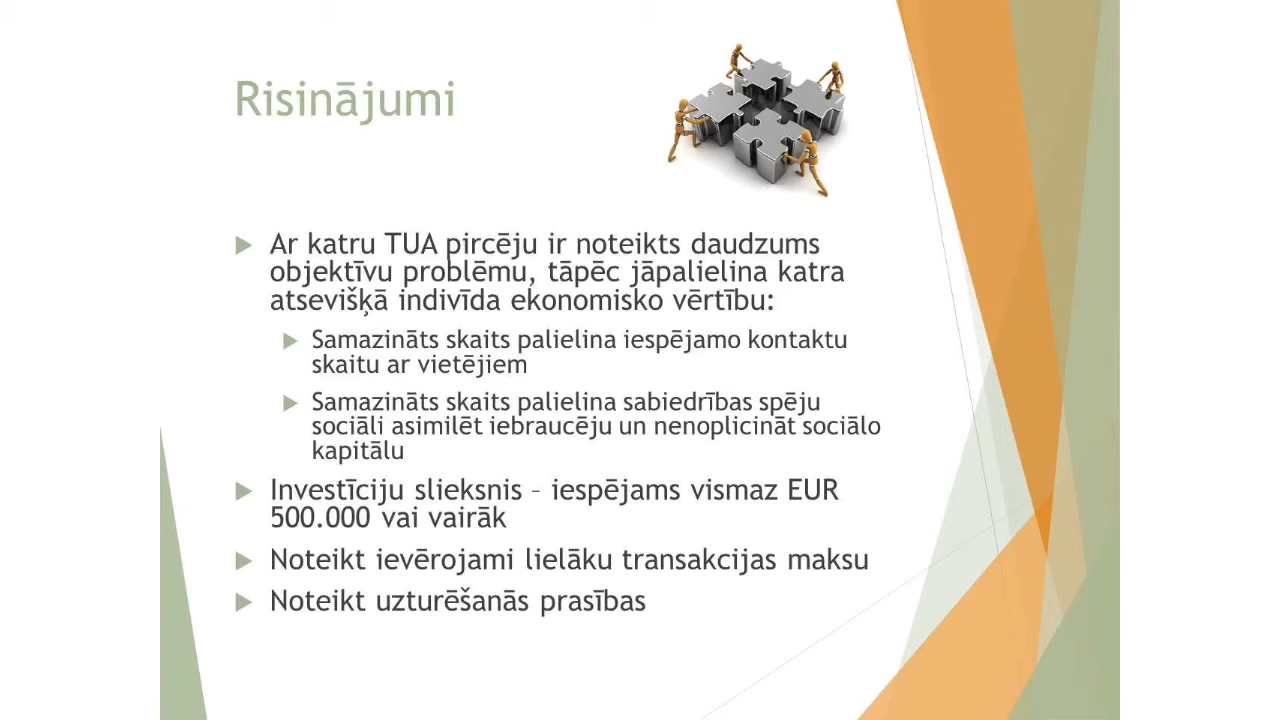 Risinājumi
Ar katru TUA pircēju ir noteikts daudzums
objektīvu problēmu, tāpēc jāpalielina katra
atsevišķā indivīda ekonomisko vērtību:
Samazināts skaits palielina iespējamo kontaktu
skaitu ar vietējiem
Samazināts skaits palielina sabiedrības spēju
sociāli asimilēt iebraucēju un nenoplicināt sociālo
kapitālu
Investīciju slieksnis – iespējams vismaz EUR
500.000 vai vairāk
Noteikt ievērojami lielāku transakcijas maksu
Noteikt uzturēšanās prasības